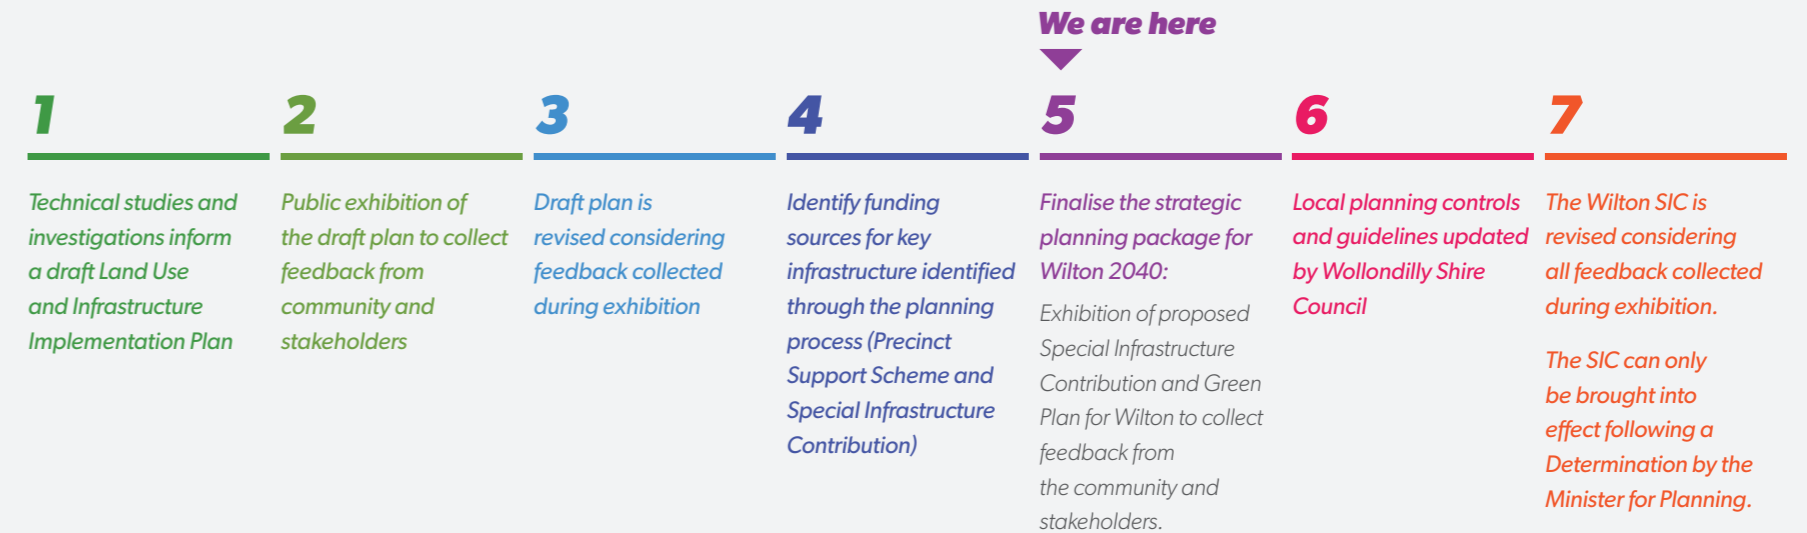 We are here
1
Technical studies and
investigations inform
a draft Land Use
and Infrastructure
Implementation Plan
2
Public exhibition of
the draft plan to collect
feedback from
community and
stakeholders
3
Draft plan is
revised considering
feedback collected
during exhibition
4
Identify funding
sources for key
infrastructure identified
through the planning
process (Precinct
Support Scheme and
Special Infrastructure
Contribution)
5
Finalise the strategic
planning package for
Wilton 2040:
Exhibition of proposed
Special Infrastructure
Contribution and Green
Plan for Wilton to collect
feedback from
the community and
stakeholders.
6
Local planning controls
and guidelines updated
by Wollondilly Shire
Council
7
The Wilton SIC is
revised considering
all feedback collected
during exhibition.
The SIC can only
be brought into
effect following a
Determination by the
Minister for Planning.